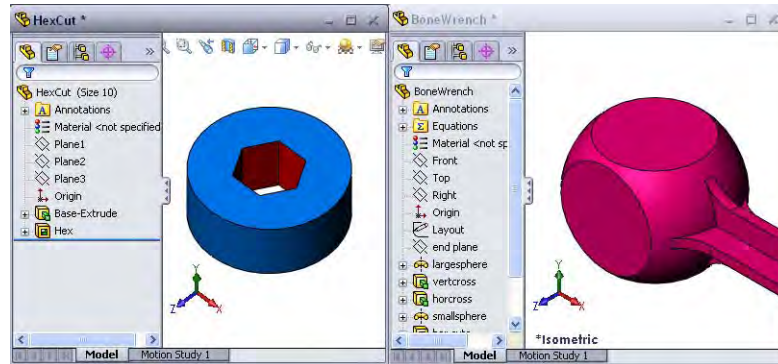 HexCut *
HexCut (Size 10)
Annotations
Material <not specified
Plane1
Plane2
Plane3
Origin
Base-Extrude
Hex
Y
Z
X
Model
Motion Study 1
BoneWrench *
BoneWrench
Annotations
Equations
Material <not sp
Front
Top
Right
Origin
Layout
end plane
largesphere
vertcross
horcross
smallsphere
Y
Z
X
*Isometric
Model
Motion Study 1